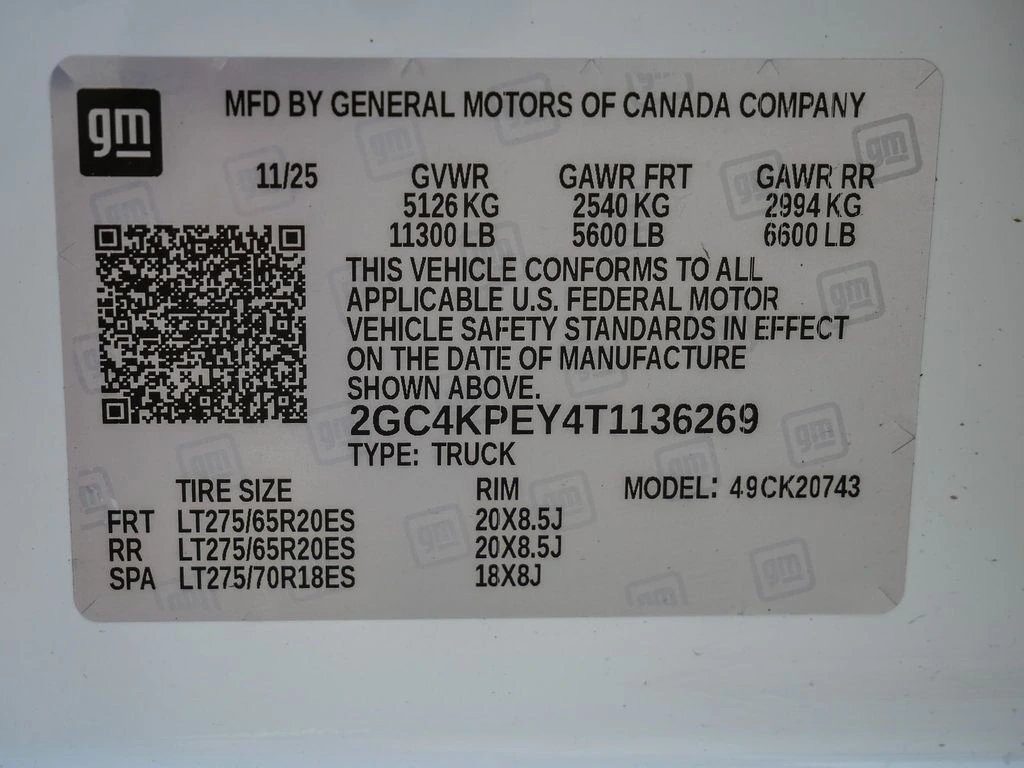 gm
MFD BY GENERAL MOTORS OF CANADA COMPANY
11/25 GVWR GAWR FRT GAWR RR
5126 KG 2540 KG 2994 KG
11300 LB 5600 LB 6600 LB
THIS VEHICLE CONFORMS TO ALL
APPLICABLE U.S. FEDERAL MOTOR
VEHICLE SAFETY STANDARDS IN EFFECT
ON THE DATE OF MANUFACTURE
SHOWN ABOVE.
2GC4KPEY4T1136269
TYPE: TRUCK
TIRE SIZE RIM MODEL: 49CK20743
FRT LT275/65R20ES 20X8.5J
RR LT275/65R20ES 20X8.5J
SPA LT275/70R18ES 18X8J